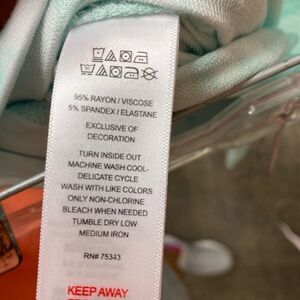 95% RAYON / VISCOSE
5% SPANDEX / ELASTANE
EXCLUSIVE OF
DECORATION
TURN INSIDE OUT
MACHINE WASH COOL-
DELICATE CYCLE
WASH WITH LIKE COLORS
ONLY NON-CHLORINE
BLEACH WHEN NEEDED
TUMBLE DRY LOW
MEDIUM IRON
RN# 75343
KEEP AWAY